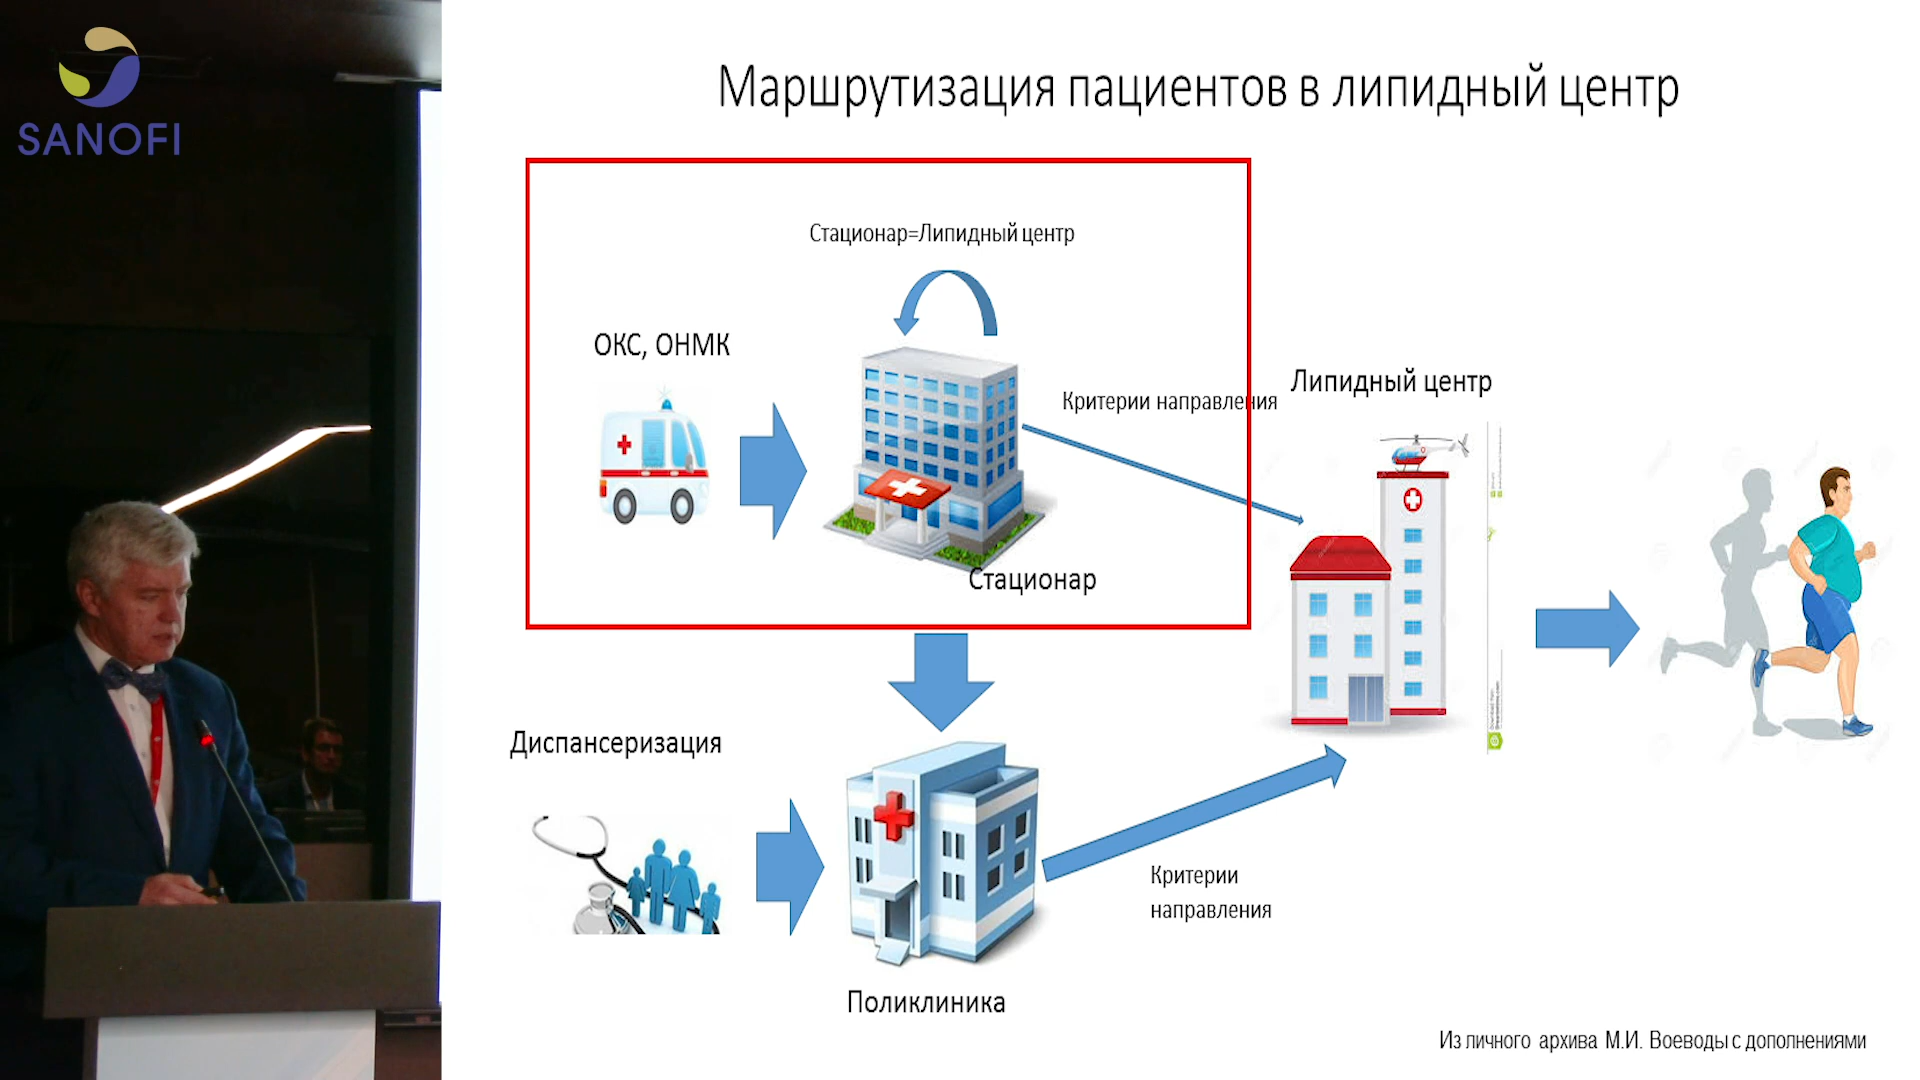 SANOFI
Маршрутизация пациентов в липидный центр
Стационар=Липидный центр
ОКС, ОНМК
Критерии направления
Липидный центр
Стационар
Диспансеризация
Критерии
направления
Поликлиника
Из личного архива М.И. Воеводы с дополнениями